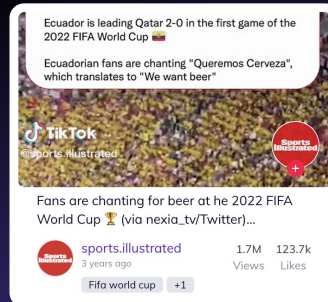 Ecuador is leading Qatar 2-0 in the first game of the
2022 FIFA World Cup 🇪🇨
Ecuadorian fans are chanting "Queremos Cerveza",
which translates to "We want beer"
TikTok
@sports.illustrated
Sports
Illustrated
Fans are chanting for beer at he 2022 FIFA
World Cup 🏆 (via nexia_tv/Twitter)...
Sports
Illustrated
sports.illustrated
3 years ago
1.7M
Views
123.7k
Likes
Fifa world cup
+1